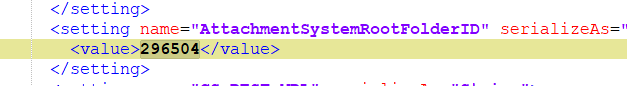 </setting>
<setting name="AttachmentSystemRootFolderID" serializeAs="
<value>296504</value>
</setting>